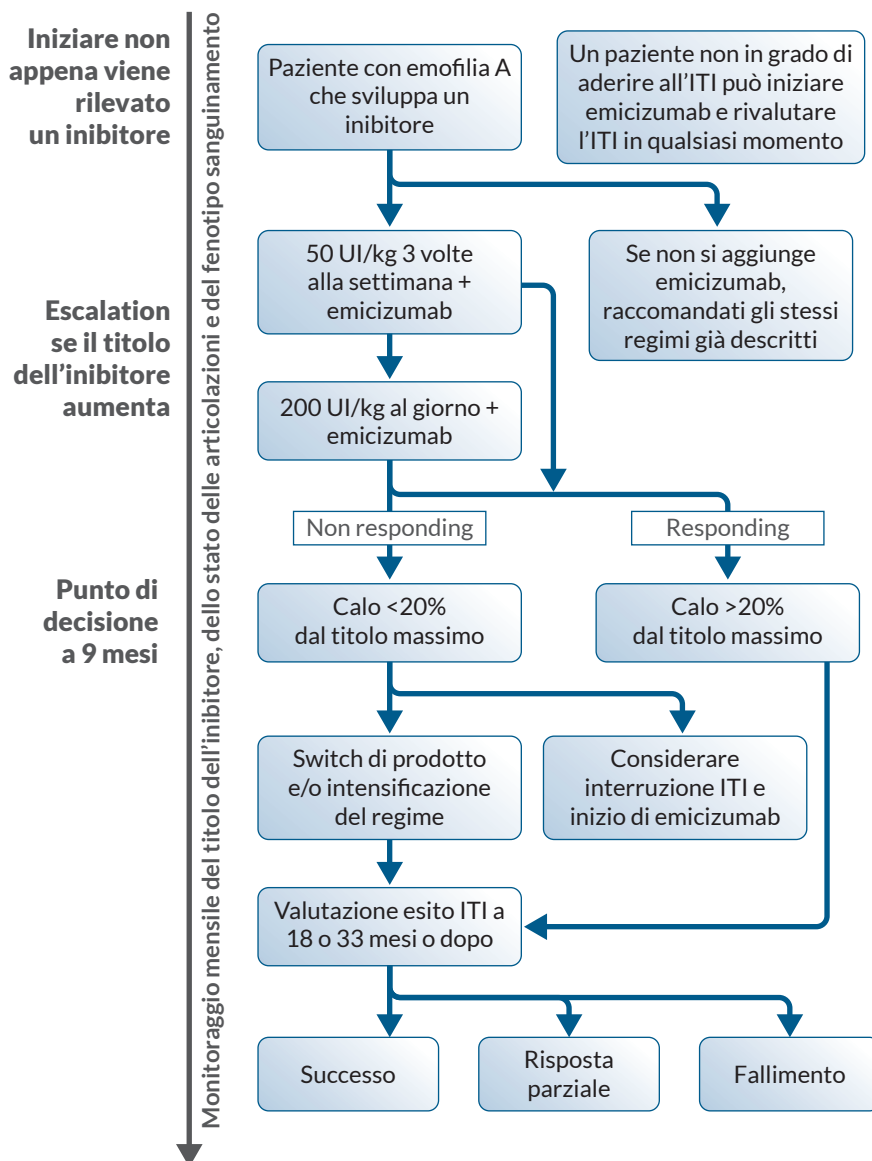 Iniziare non
appena viene
rilevato
un inibitore
Paziente con emofilia A
che sviluppa un
inibitore
Un paziente non in grado di
aderire all’ITI può iniziare
emicizumab e rivalutare
l’ITI in qualsiasi momento
Escalation
se il titolo
dell’inibitore
aumenta
50 UI/kg 3 volte
alla settimana +
emicizumab
Se non si aggiunge
emicizumab,
raccomandati gli stessi
regimi già descritti
200 UI/kg al giorno +
emicizumab
Non responding
Responding
Punto di
decisione
a 9 mesi
Calo <20%
dal titolo massimo
Calo >20%
dal titolo massimo
Switch di prodotto
e/o intensificazione
del regime
Considerare
interruzione ITI e
inizio di emicizumab
Valutazione esito ITI a
18 o 33 mesi o dopo
Successo
Risposta
parziale
Fallimento
Monitoraggio mensile del titolo dell’inibitore, dello stato delle articolazioni e del fenotipo sanguinamento